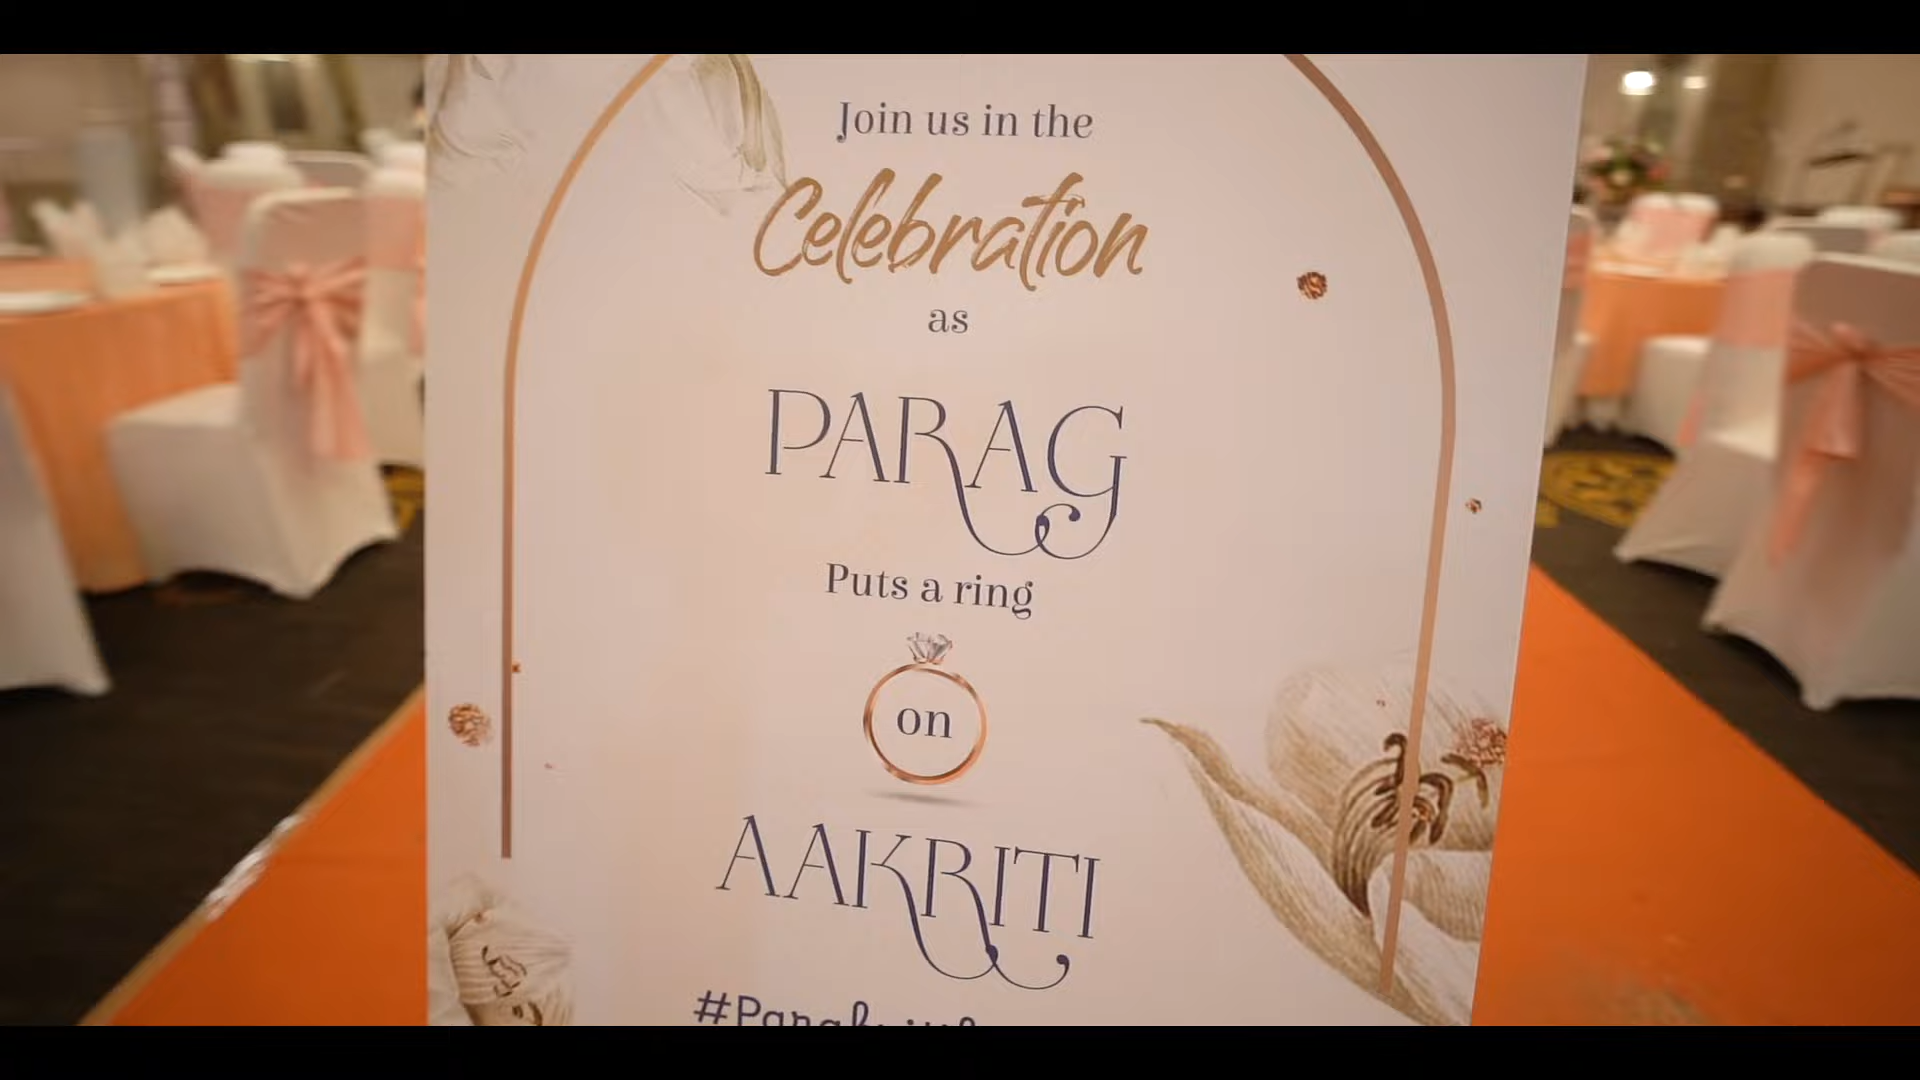 Join us in the
Celebration
as
PARAG
Puts a ring
on
AAKRITI